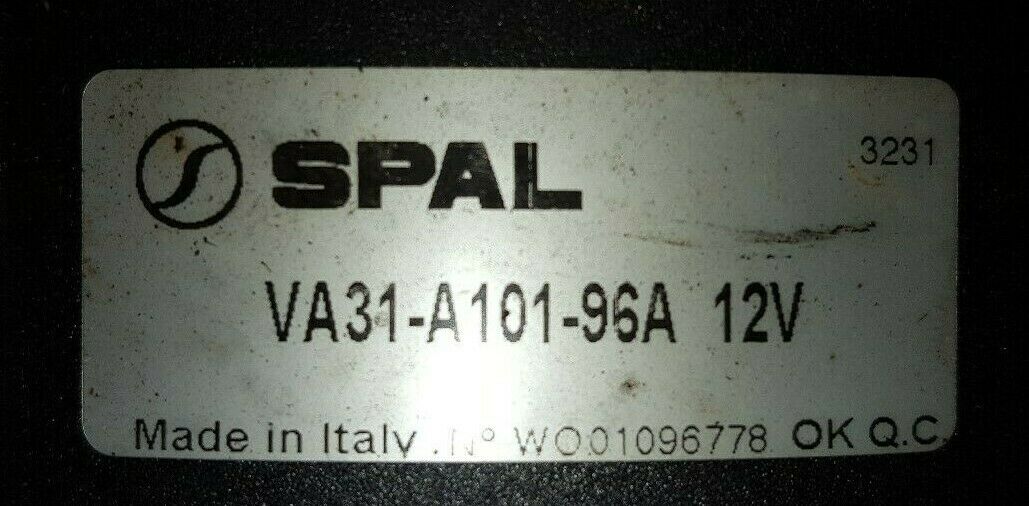 SPAL
3231
VA31-A101-96A 12V
Made in Italy .N° WO01096778 OK Q.C.